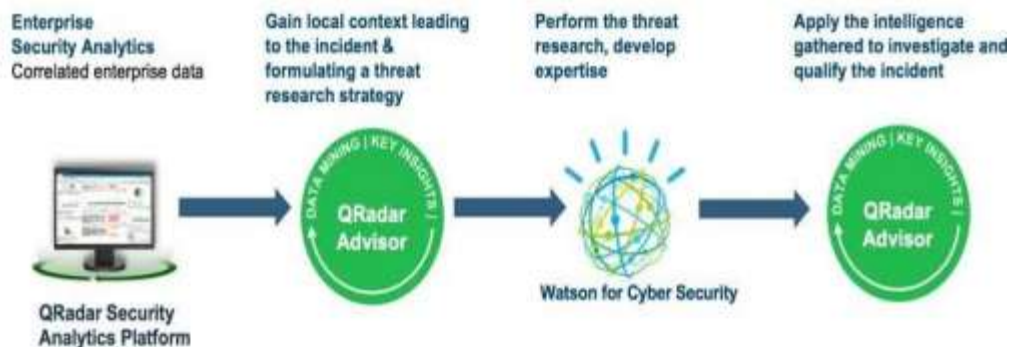 Enterprise
Security Analytics
Correlated enterprise data
Gain local context leading
to the incident &
formulating a threat
research strategy
Perform the threat
research, develop
expertise
Apply the intelligence
gathered to investigate and
qualify the incident
QRadar Security
Analytics Platform
DATA MINING | KEY INSIGHTS |
QRadar
Advisor
Watson for Cyber Security
DATA MINING | KEY INSIGHTS |
QRadar
Advisor